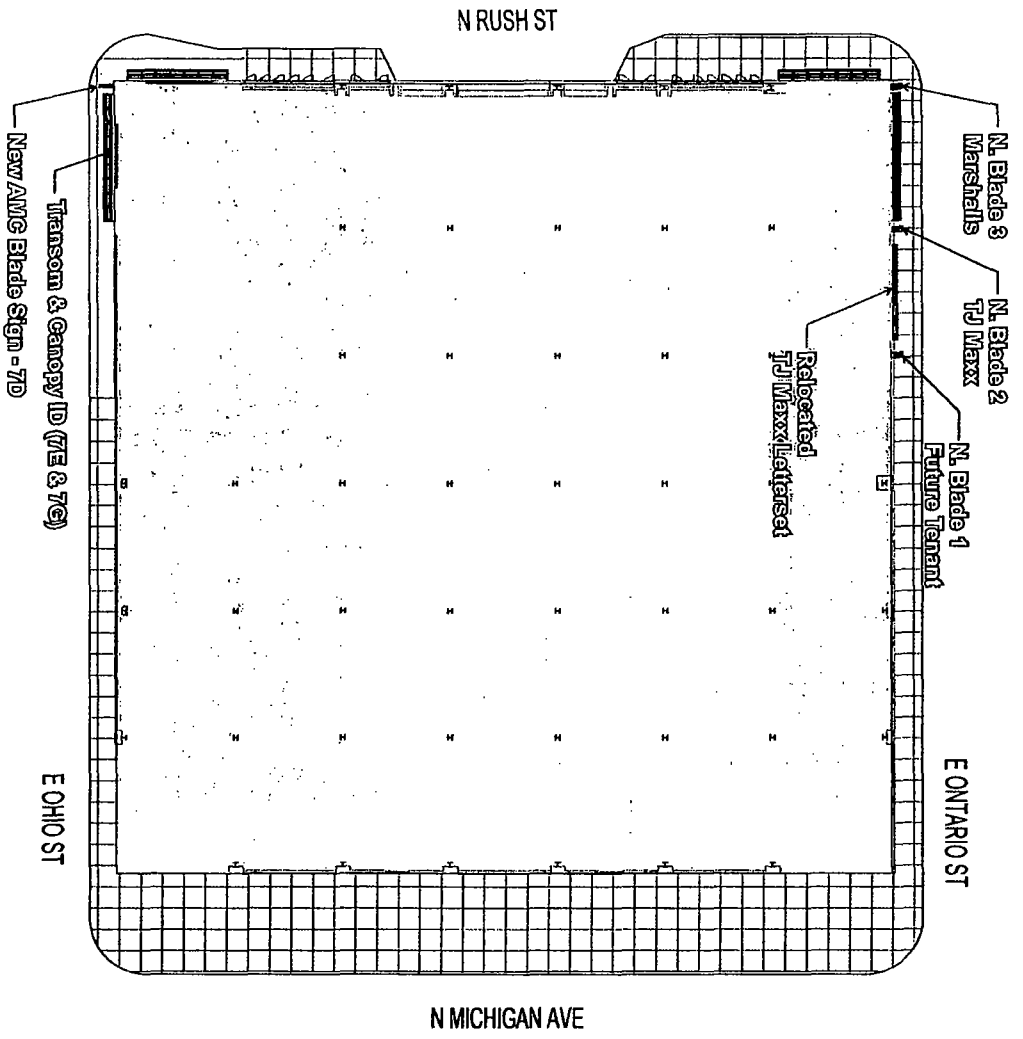 N RUSH ST
N. Blade 3
Marshalls
N. Blade 2
TJ Maxx
N. Blade 1
Future Tenant
Relocated
TJ Maxx Letterset
New AMC Blade Sign - 7D
Transom & Canopy ID (7E & 7G)
E OHIO ST
E ONTARIO ST
N MICHIGAN AVE